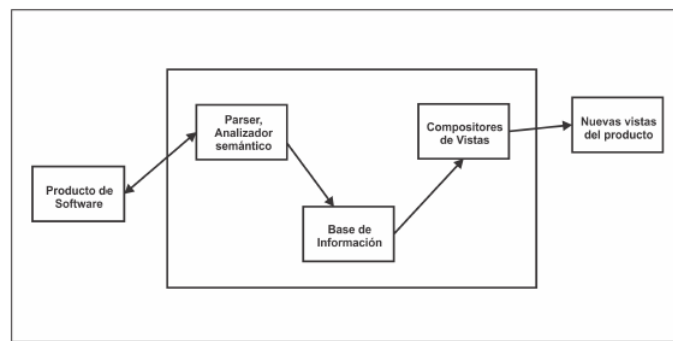 Producto de
Software
Parser,
Analizador
semántico
Base de
Información
Compositores
de Vistas
Nuevas vistas
del producto